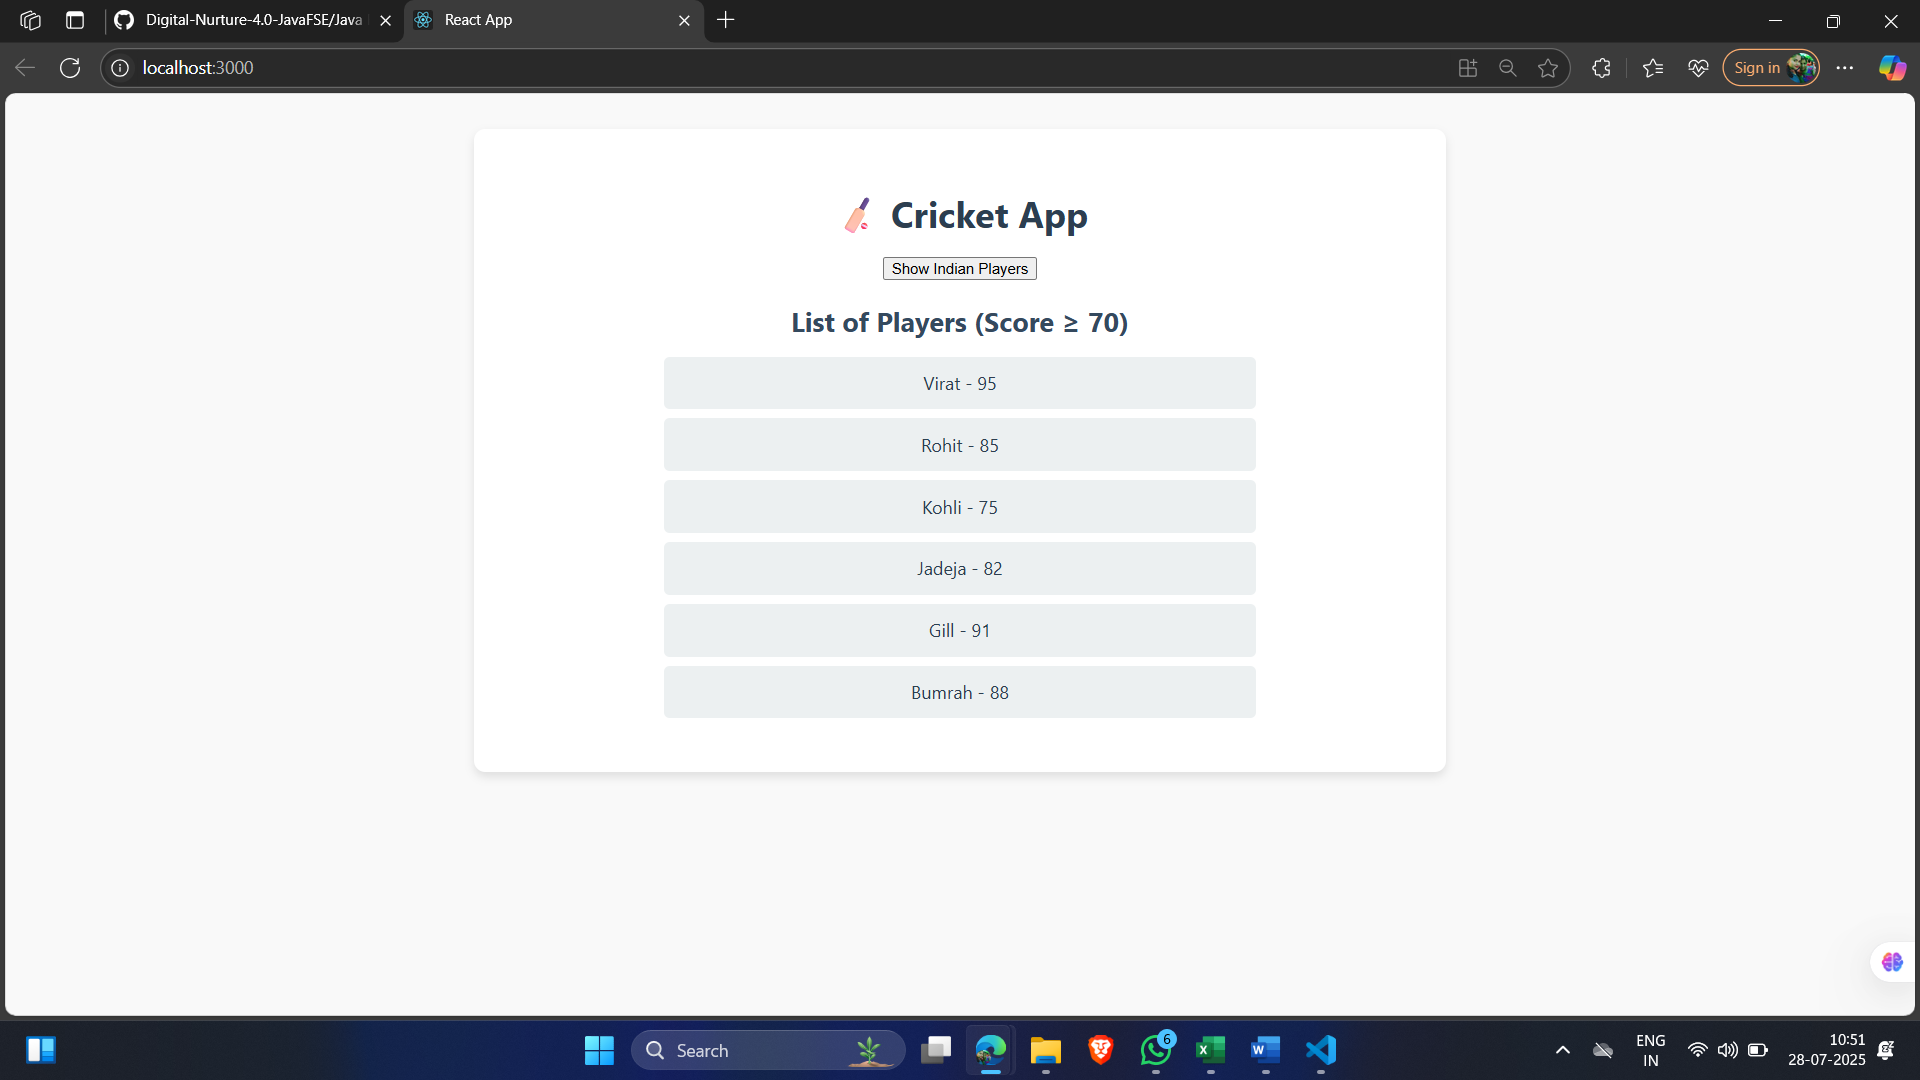 Digital-Nurture-4.0-JavaFSE/Java
React App
localhost:3000
Sign in
Cricket App
Show Indian Players
List of Players (Score ≥ 70)
Virat - 95
Rohit - 85
Kohli - 75
Jadeja - 82
Gill - 91
Bumrah - 88
Search
6
ENG
IN
10:51
28-07-2025